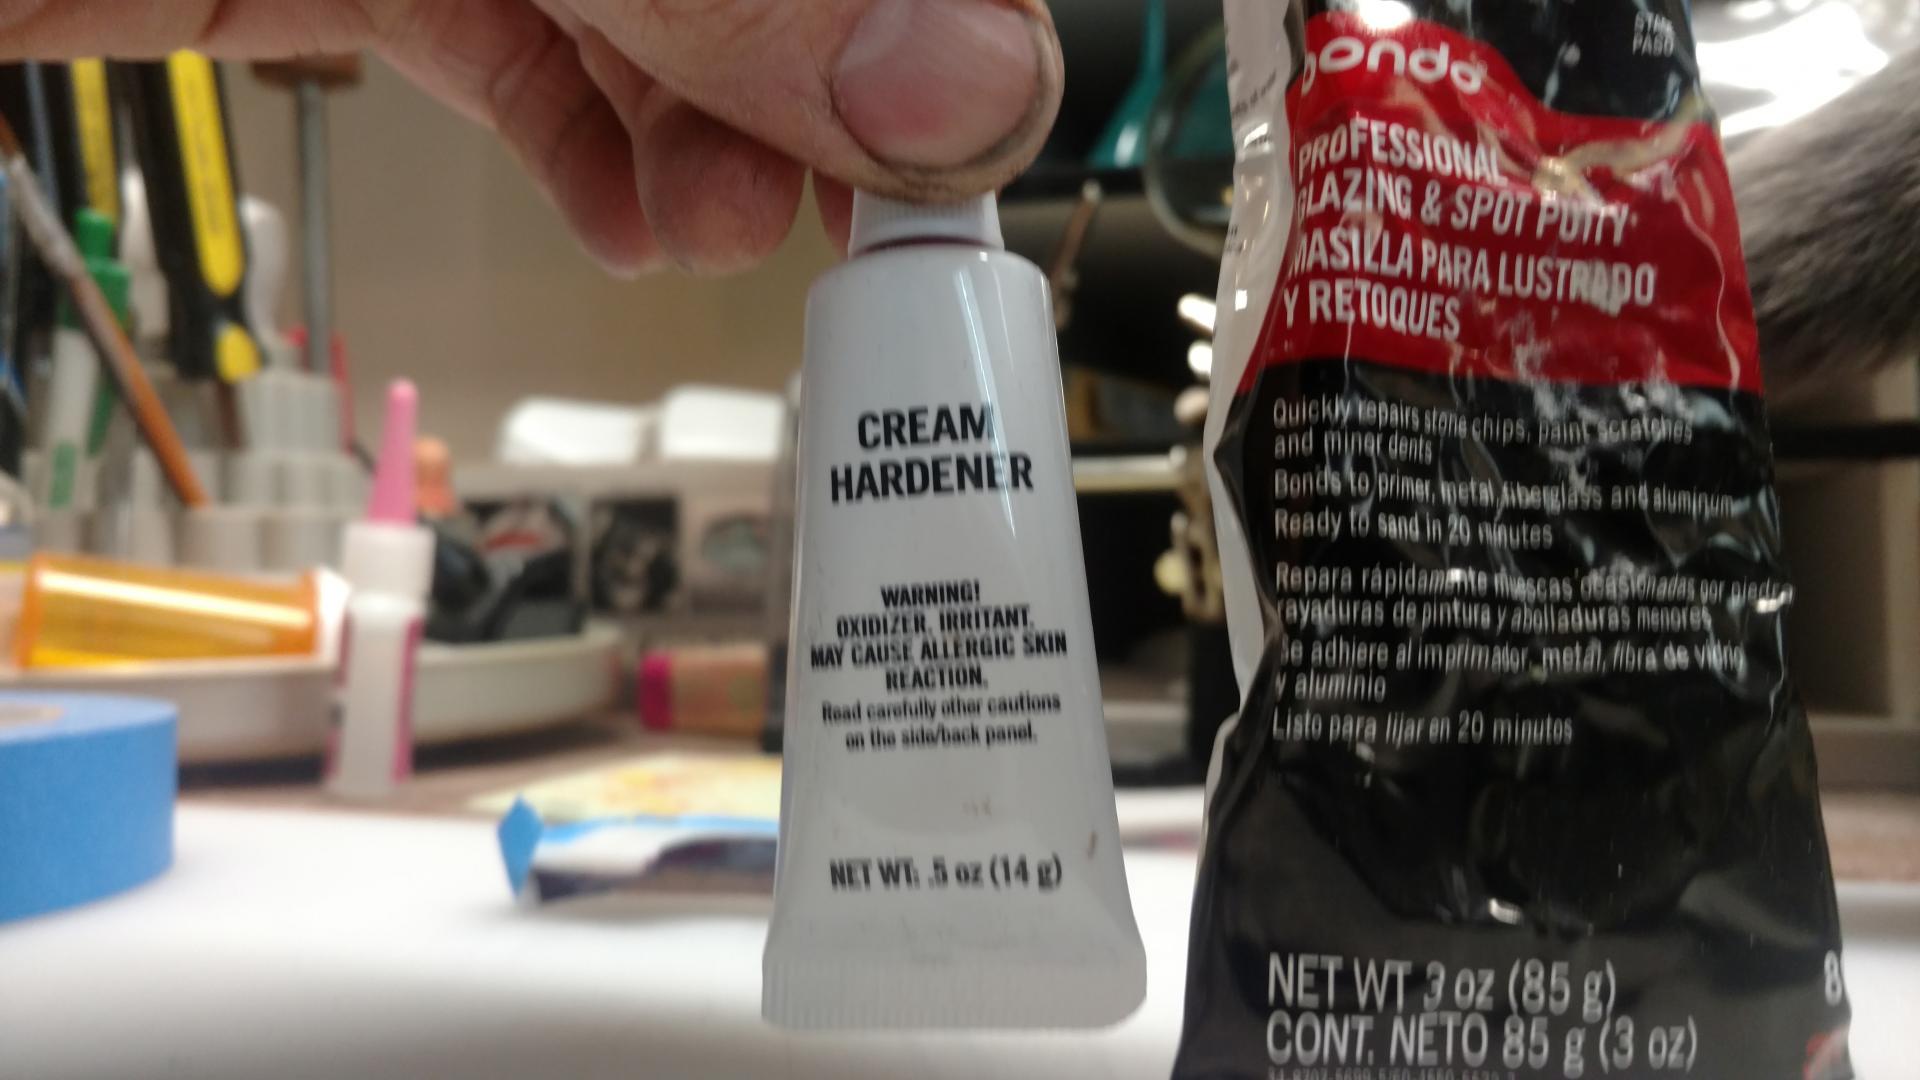 CREAM
HARDENER
WARNING!
OXIDIZER, IRRITANT.
MAY CAUSE ALLERGIC SKIN
REACTION.
Read carefully other cautions
on the side/back panel.
NET WT: .5 oz (14 g)
bondo
PROFESSIONAL
GLAZING & SPOT PUTTY
MASILLA PARA LUSTRADO
Y RETOQUES
Quickly repairs stone chips, paint scratches
and minor dents
Bonds to primer, metal, fiberglass and aluminum
Ready to sand in 20 minutes
Repara rápidamente muescas ocasionadas por piedra
rayaduras de pintura y abolladuras menores
Se adhiere al imprimador, metal, fibra de vidrio
y aluminio
Listo para lijar en 20 minutos
NET WT 3 oz (85 g)
CONT. NETO 85 g (3 oz)